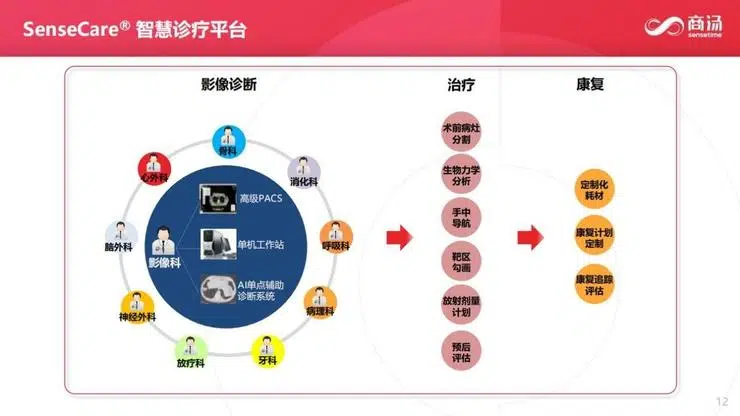 SenseCare® 智慧诊疗平台
商汤
sensetime
影像诊断
治疗
康复
骨科
心外科
消化科
脑外科
呼吸科
神经外科
病理科
放疗科
牙科
影像科
高级PACS
单机工作站
AI单点辅助
诊断系统
术前病灶
分割
生物力学
分析
手中
导航
靶区
勾画
放射剂量
计划
预后
评估
定制化
耗材
康复计划
定制
康复追踪
评估
12